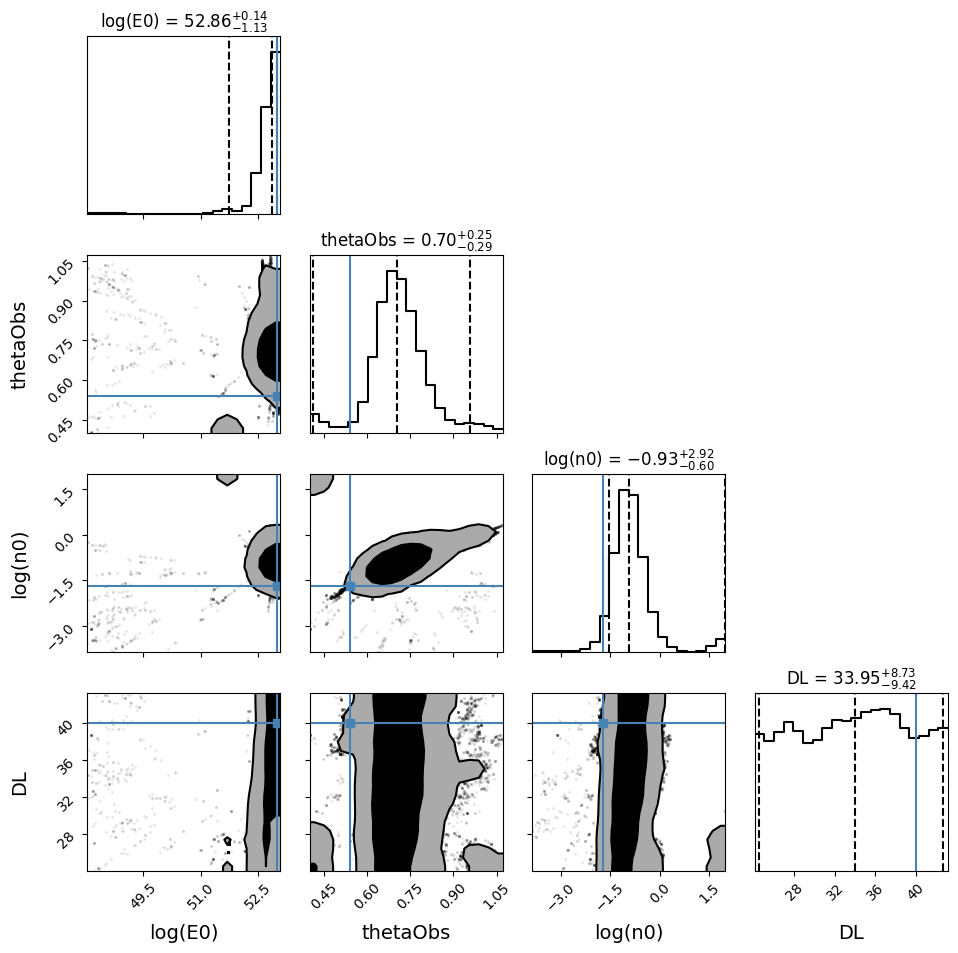 log(E0) = 52.86 +0.14 −1.13
thetaObs = 0.70 +0.25 −0.29
1.05
0.90
0.75
0.60
0.45
thetaObs
log(n0) = −0.93 +2.92 −0.60
1.5
0.0
−1.5
−3.0
log(n0)
DL = 33.95 +8.73 −9.42
40
36
32
28
DL
49.5 51.0 52.5
0.45 0.60 0.75 0.90 1.05
−3.0 −1.5 0.0 1.5
28 32 36 40
log(E0) thetaObs log(n0) DL